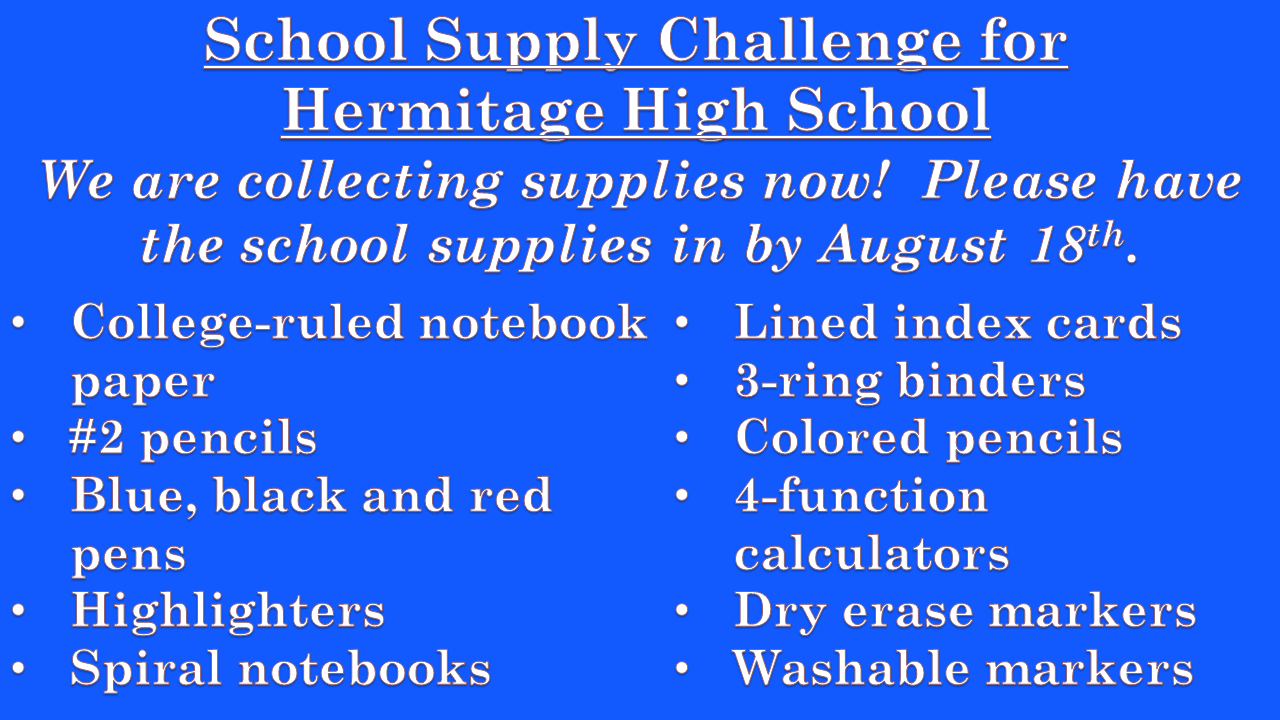 School Supply Challenge for
Hermitage High School
We are collecting supplies now!  Please have
the school supplies in by August 18th.
• College-ruled notebook
paper
• #2 pencils
• Blue, black and red
pens
• Highlighters
• Spiral notebooks
• Lined index cards
• 3-ring binders
• Colored pencils
• 4-function
calculators
• Dry erase markers
• Washable markers